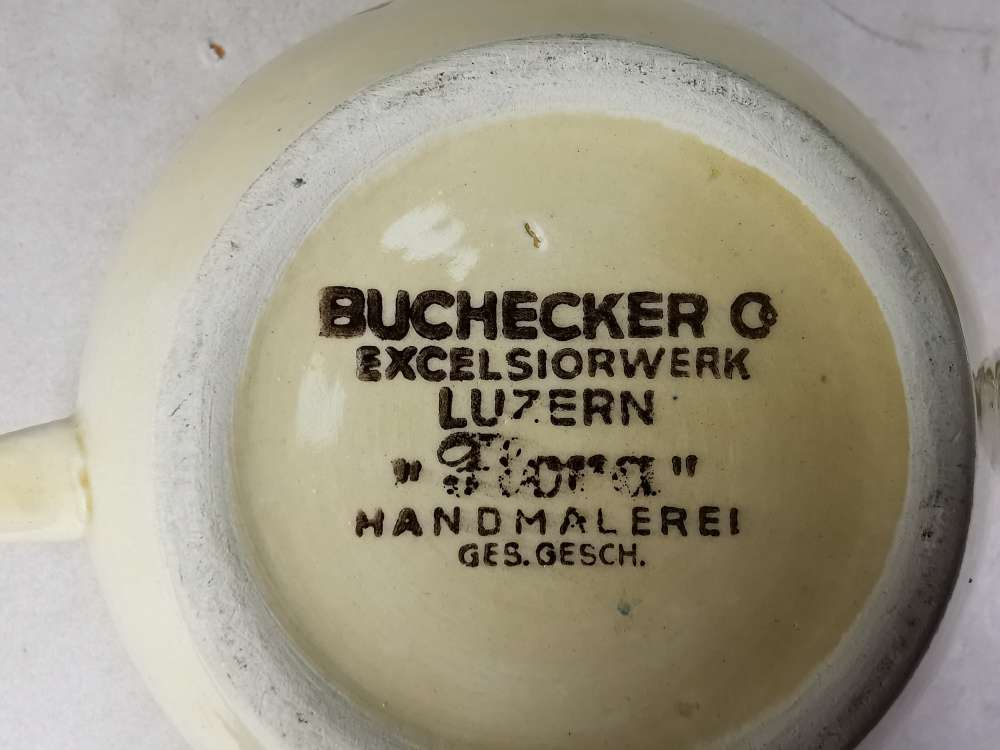 BUCHECKER
EXCELSIORWERK
LUZERN
"Flora"
HANDMALEREI
GES. GESCH.